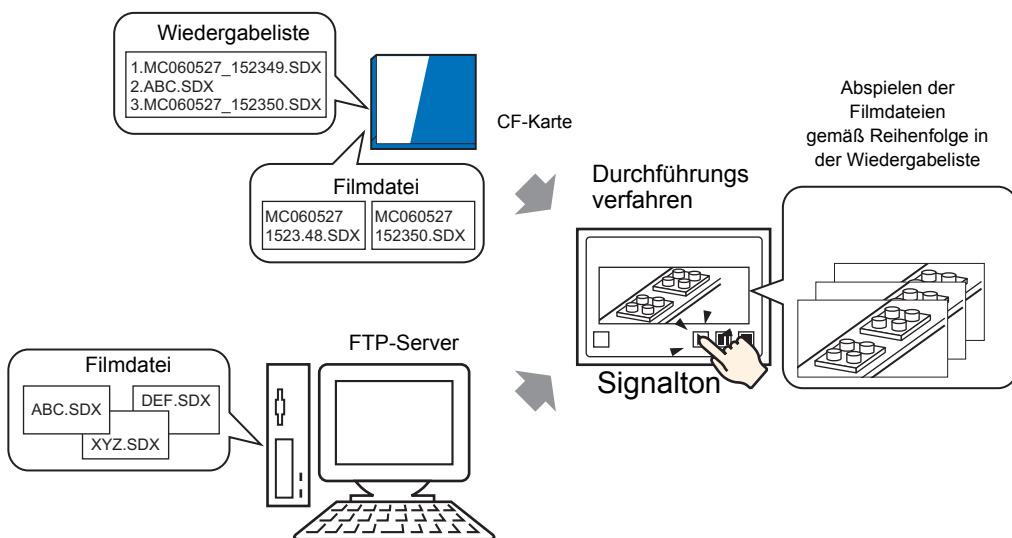 Wiedergabeliste
1.MC060527_152349.SDX
2.ABC.SDX
3.MC060527_152350.SDX
CF-Karte
Filmdatei
MC060527
1523.48.SDX
MC060527
152350.SDX
Abspielen der
Filmdateien
gemäß Reihenfolge in
der Wiedergabeliste
Durchführungs
verfahren
Signalton
FTP-Server
Filmdatei
ABC.SDX
DEF.SDX
XYZ.SDX